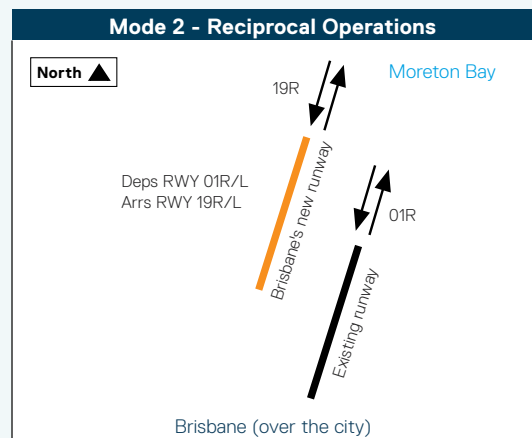 Mode 2 - Reciprocal Operations
North
Moreton Bay
19R
Deps RWY 01R/L
Arrs RWY 19R/L
Brisbane's new runway
01R
Existing runway
Brisbane (over the city)